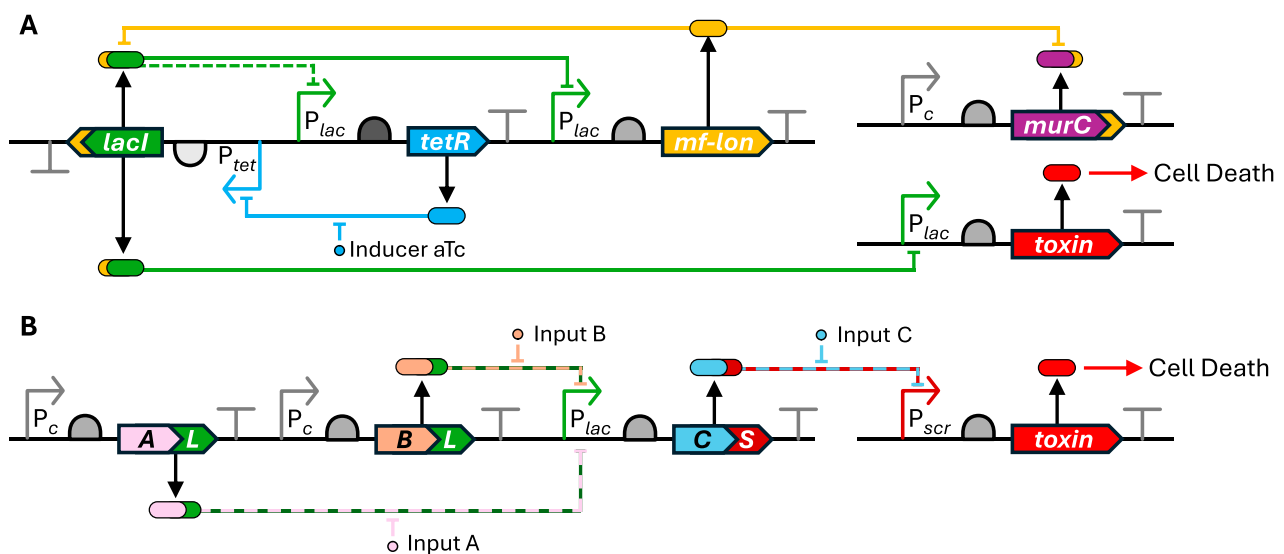 A
P_lac
P_lac
P_c
lacI
P_tet
tetR
mf-lon
murC
Cell Death
Inducer aTc
P_lac
toxin
B
Input B
Input C
Cell Death
P_c
P_c
P_lac
P_scr
A L
B L
C S
toxin
Input A